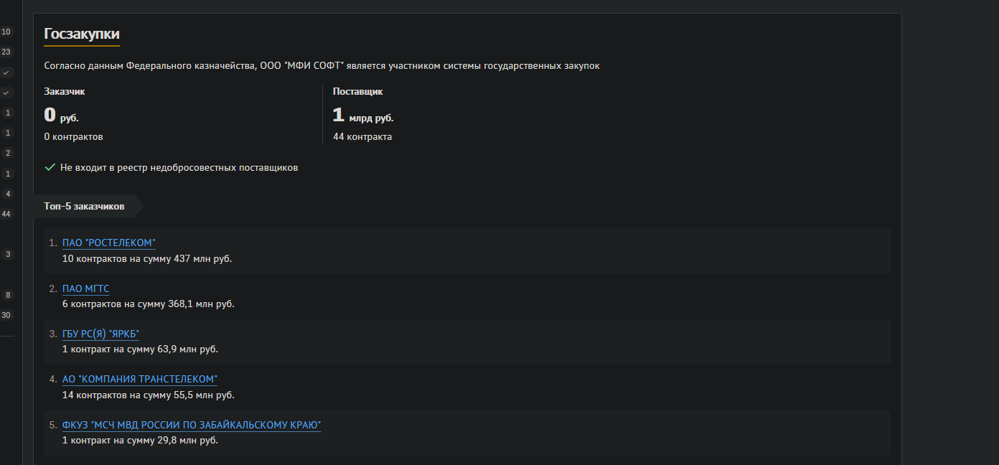 10
23
1
1
2
1
4
44
3
8
30
Госзакупки
Согласно данным Федерального казначейства, ООО "МФИ СОФТ" является участником системы государственных закупок
Заказчик
0 руб.
0 контрактов
Поставщик
1 млрд руб.
44 контракта
Не входит в реестр недобросовестных поставщиков
Топ-5 заказчиков
1. ПАО "РОСТЕЛЕКОМ"
10 контрактов на сумму 437 млн руб.
2. ПАО МГТС
6 контрактов на сумму 368,1 млн руб.
3. ГБУ РС(Я) "ЯРКБ"
1 контракт на сумму 63,9 млн руб.
4. АО "КОМПАНИЯ ТРАНСТЕЛЕКОМ"
14 контрактов на сумму 55,5 млн руб.
5. ФКУЗ "МСЧ МВД РОССИИ ПО ЗАБАЙКАЛЬСКОМУ КРАЮ"
1 контракт на сумму 29,8 млн руб.